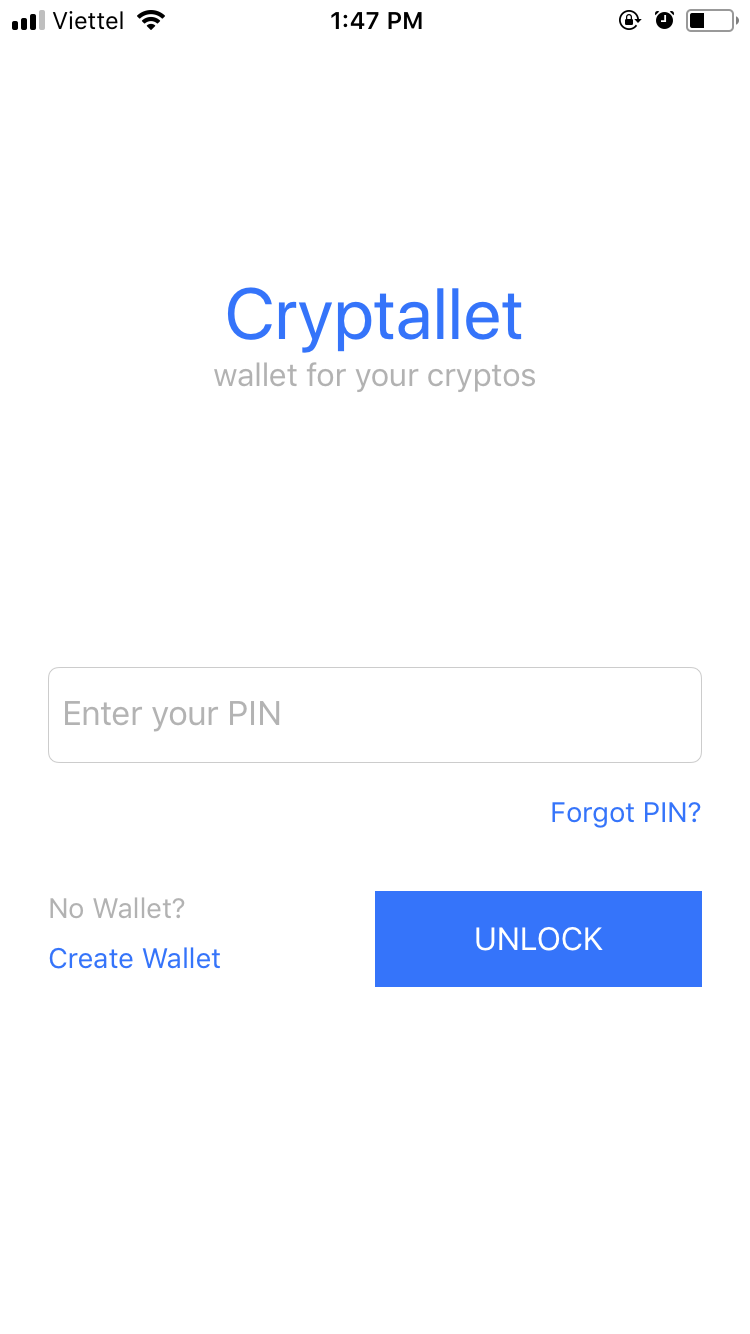 Viettel 1:47 PM
Cryptallet
wallet for your cryptos
Enter your PIN
Forgot PIN?
No Wallet?
Create Wallet
UNLOCK